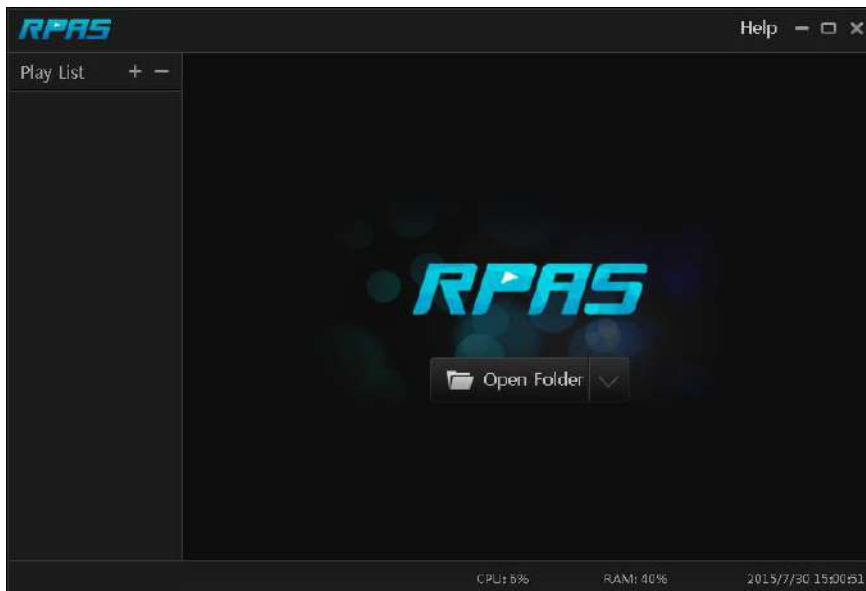 RPAS
Help
Play List + −
RPAS
Open Folder
CPU: 6% RAM: 40% 2015/7/30 15:00:51